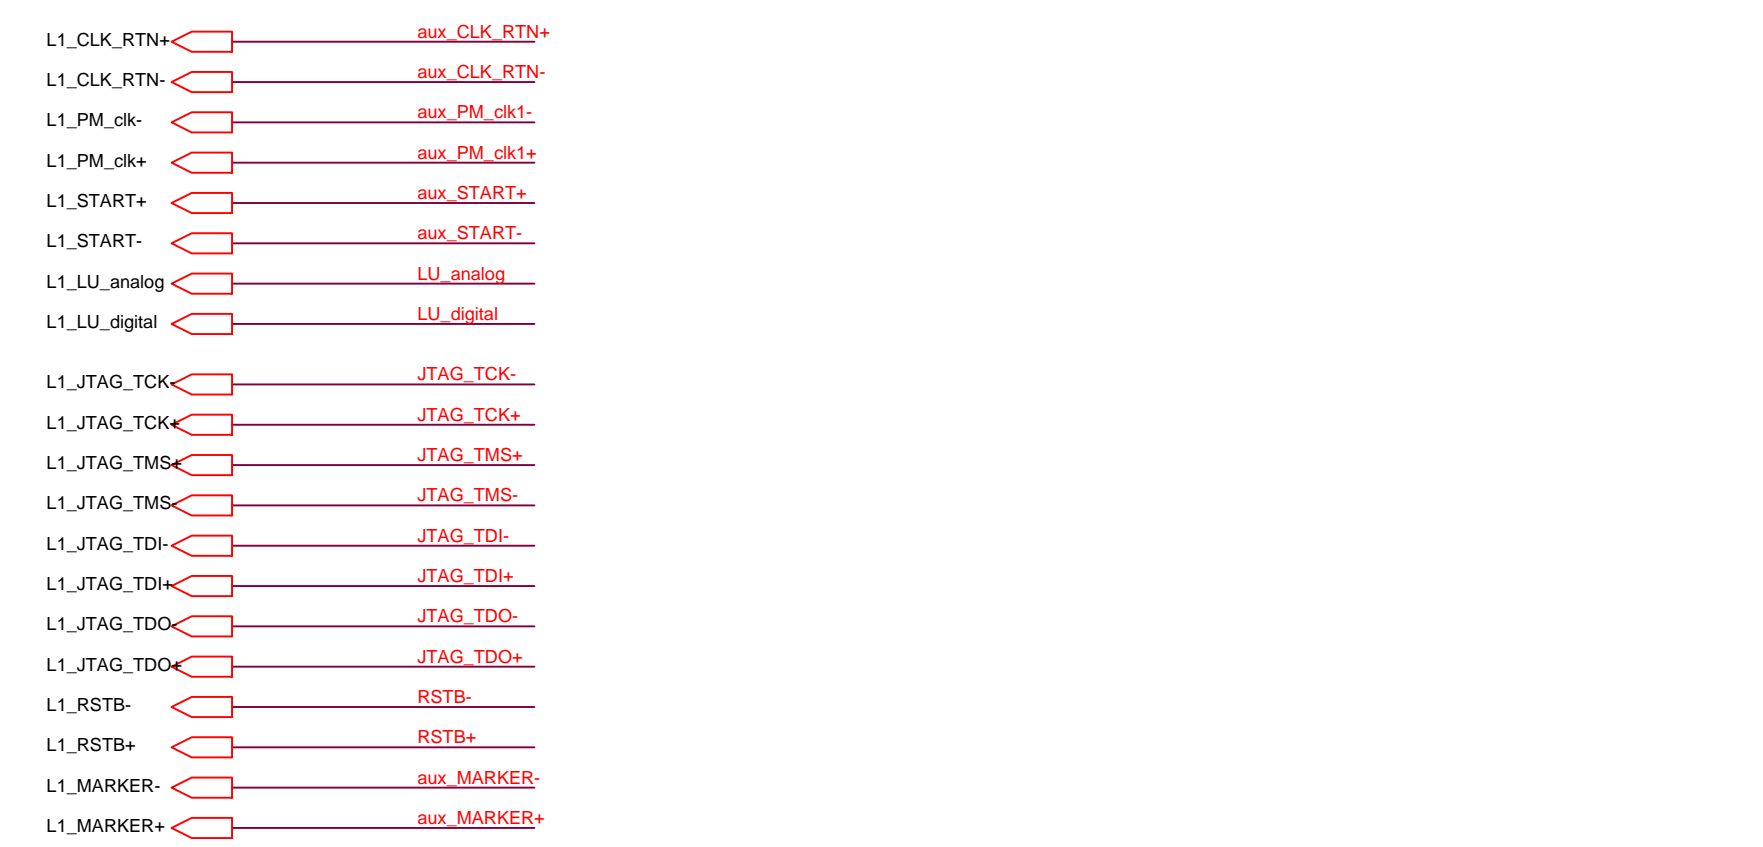 L1_CLK_RTN+ aux_CLK_RTN+
L1_CLK_RTN- aux_CLK_RTN-
L1_PM_clk- aux_PM_clk1-
L1_PM_clk+ aux_PM_clk1+
L1_START+ aux_START+
L1_START- aux_START-
L1_LU_analog LU_analog
L1_LU_digital LU_digital
L1_JTAG_TCK- JTAG_TCK-
L1_JTAG_TCK+ JTAG_TCK+
L1_JTAG_TMS+ JTAG_TMS+
L1_JTAG_TMS- JTAG_TMS-
L1_JTAG_TDI- JTAG_TDI-
L1_JTAG_TDI+ JTAG_TDI+
L1_JTAG_TDO- JTAG_TDO-
L1_JTAG_TDO+ JTAG_TDO+
L1_RSTB- RSTB-
L1_RSTB+ RSTB+
L1_MARKER- aux_MARKER-
L1_MARKER+ aux_MARKER+